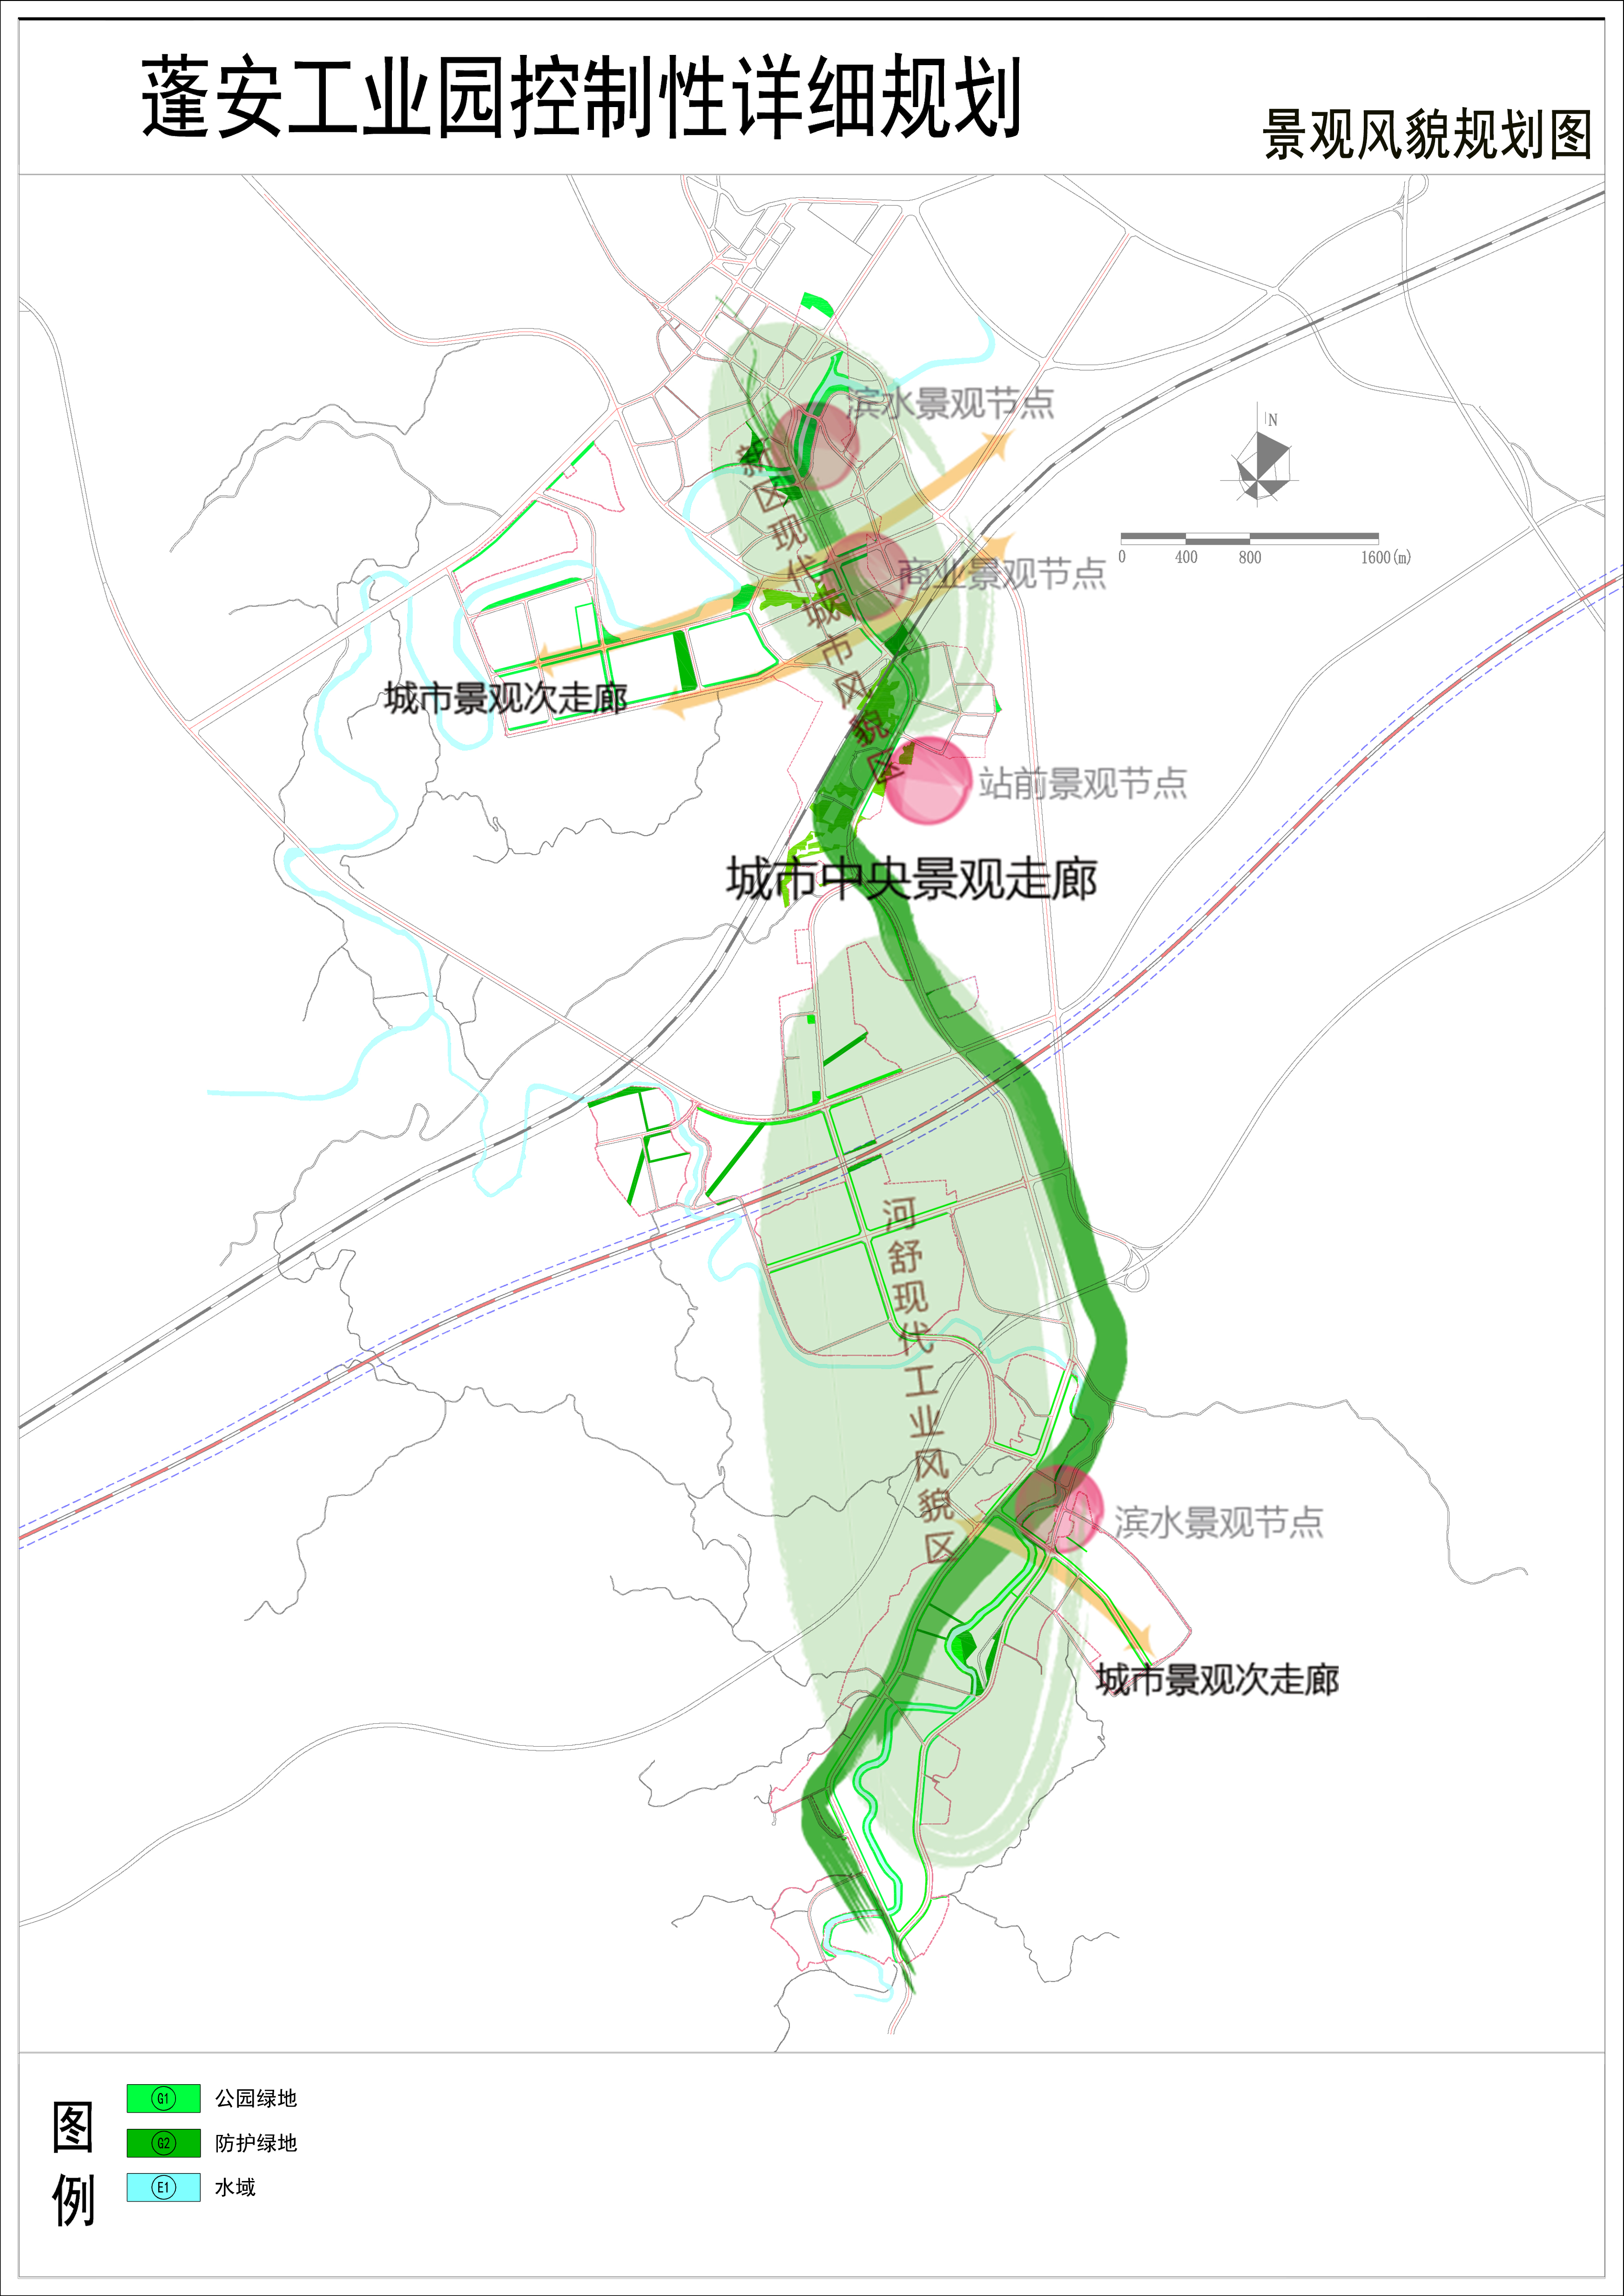 蓬安工业园控制性详细规划
景观风貌规划图
滨水景观节点
N
0 400 800 1600(m)
新区现代城市风貌区
商业景观节点
城市景观次走廊
站前景观节点
城市中央景观走廊
河舒现代工业风貌区
滨水景观节点
城市景观次走廊
图例
G1 公园绿地
G2 防护绿地
E1 水域